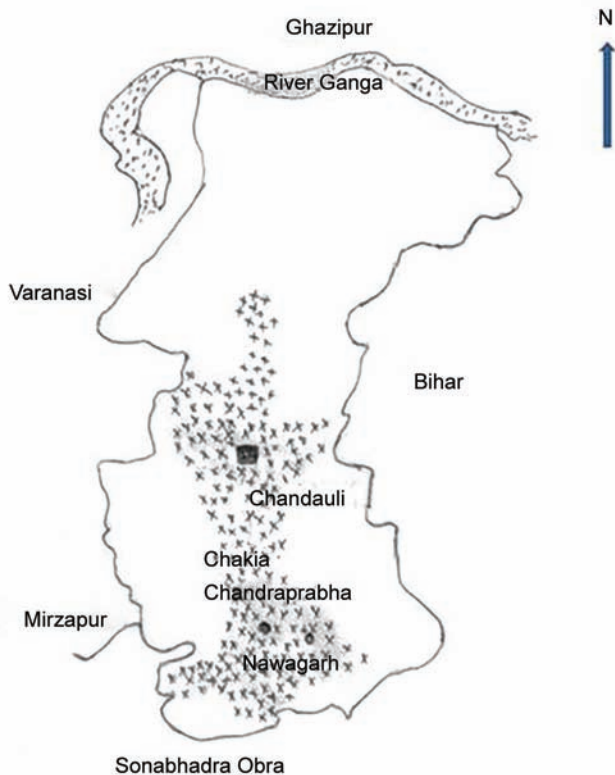 N
Ghazipur
River Ganga
Varanasi
Bihar
Chandauli
Chakia
Chandraprabha
Mirzapur
Nawagarh
Sonabhadra Obra